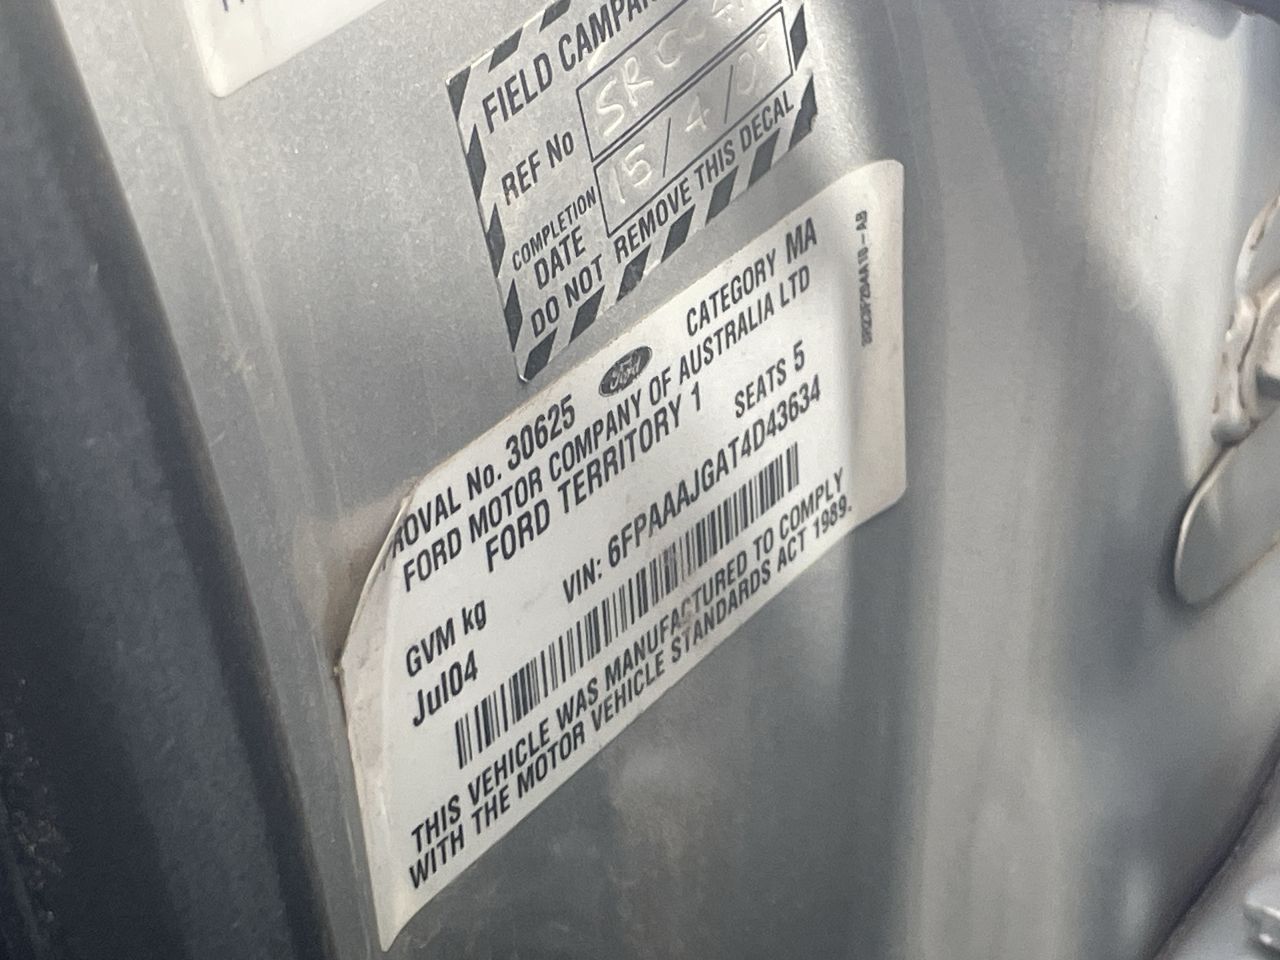 FIELD CAMPA
REF No
COMPLETION
DATE 15/4/
DO NOT REMOVE THIS DECAL
ROVAL No. 30625 Ford CATEGORY MA
FORD MOTOR COMPANY OF AUSTRALIA LTD
FORD TERRITORY 1 SEATS 5
GVM kg VIN: 6FPAAAJGAT4D43634
Jul04
THIS VEHICLE WAS MANUFACTURED TO COMPLY
WITH THE MOTOR VEHICLE STANDARDS ACT 1989.